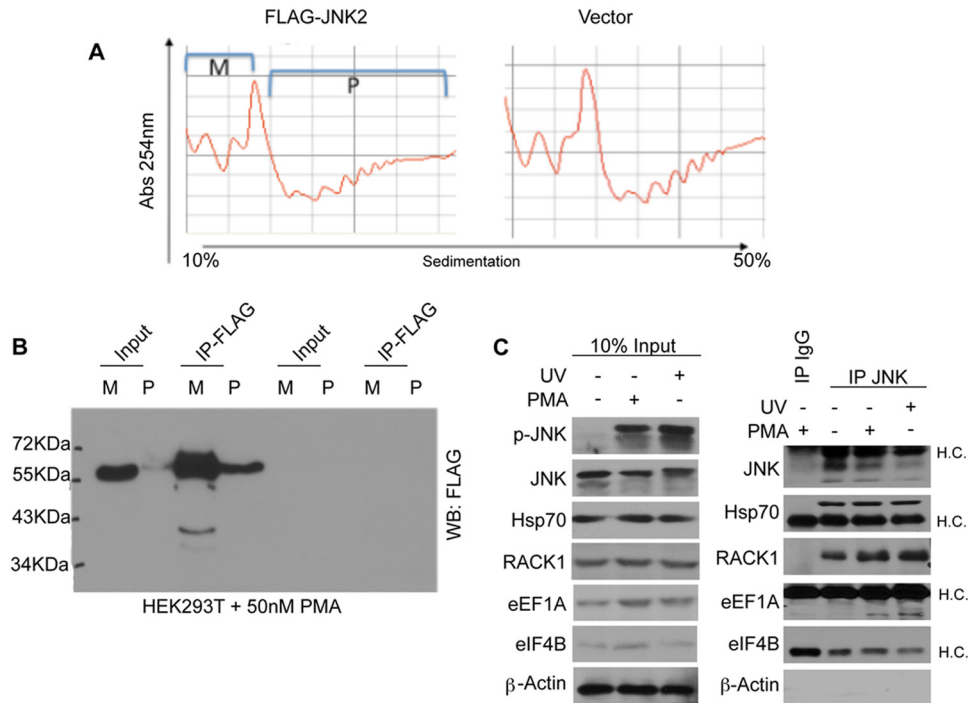 FLAG-JNK2 Vector
A
M P
Abs 254nm
10% Sedimentation 50%
B
Input IP-FLAG Input IP-FLAG
M P M P M P M P
72KDa
55KDa
43KDa
34KDa
WB: FLAG
HEK293T + 50nM PMA
C
10% Input
UV - - +
PMA - + -
p-JNK
JNK
Hsp70
RACK1
eEF1A
eIF4B
β-Actin
IP IgG IP JNK
UV - - +
PMA + - + -
JNK H.C.
Hsp70 H.C.
RACK1
eEF1A H.C.
eIF4B H.C.
β-Actin